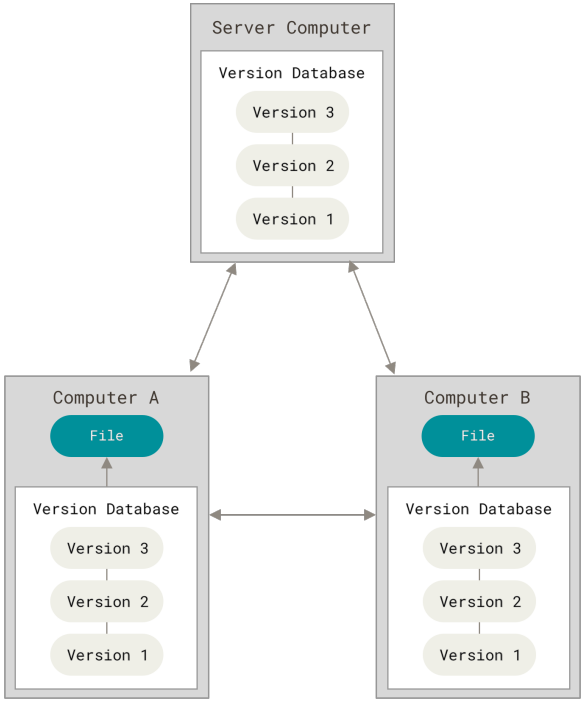 Server Computer
Version Database
Version 3
Version 2
Version 1
Computer A
File
Version Database
Version 3
Version 2
Version 1
Computer B
File
Version Database
Version 3
Version 2
Version 1